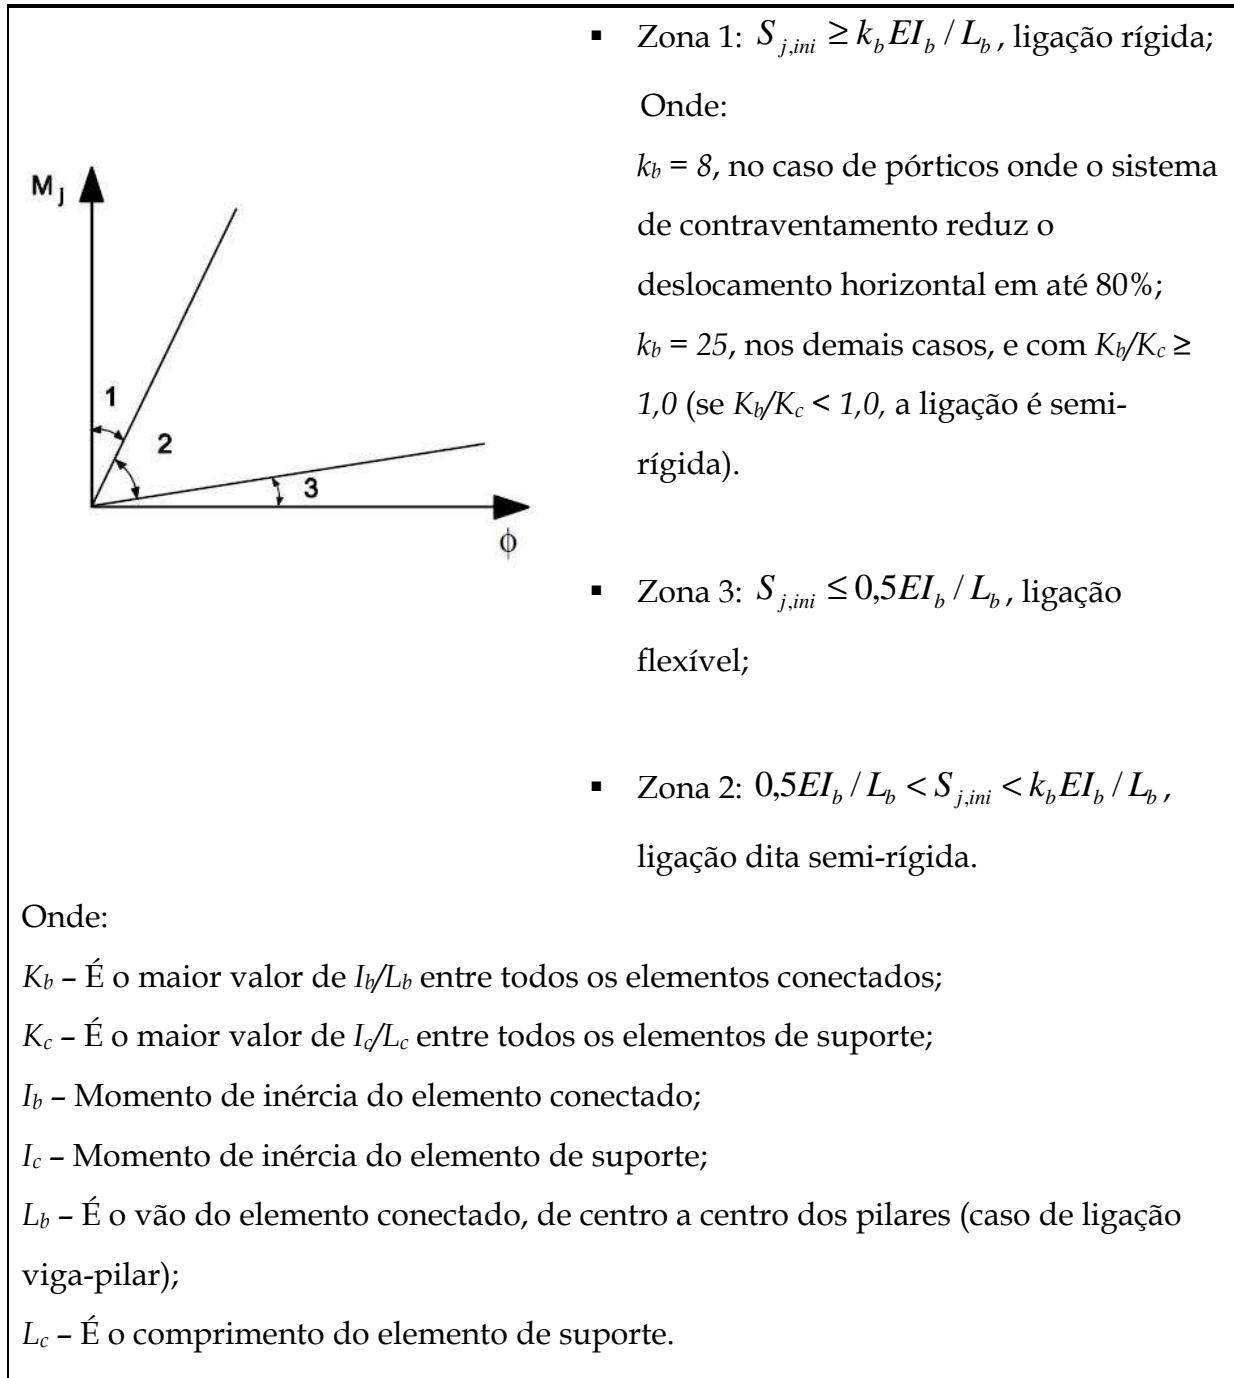 ▪ Zona 1: S_{j,ini} ≥ k_b EI_b / L_b, ligação rígida;
Onde:
k_b = 8, no caso de pórticos onde o sistema
de contraventamento reduz o
deslocamento horizontal em até 80%;
k_b = 25, nos demais casos, e com K_b/K_c ≥
1,0 (se K_b/K_c < 1,0, a ligação é semi-
rígida).
M_j
1
2
3
ϕ
▪ Zona 3: S_{j,ini} ≤ 0,5EI_b / L_b, ligação
flexível;
▪ Zona 2: 0,5EI_b / L_b < S_{j,ini} < k_b EI_b / L_b,
ligação dita semi-rígida.
Onde:
K_b – É o maior valor de I_b/L_b entre todos os elementos conectados;
K_c – É o maior valor de I_c/L_c entre todos os elementos de suporte;
I_b – Momento de inércia do elemento conectado;
I_c – Momento de inércia do elemento de suporte;
L_b – É o vão do elemento conectado, de centro a centro dos pilares (caso de ligação
viga-pilar);
L_c – É o comprimento do elemento de suporte.